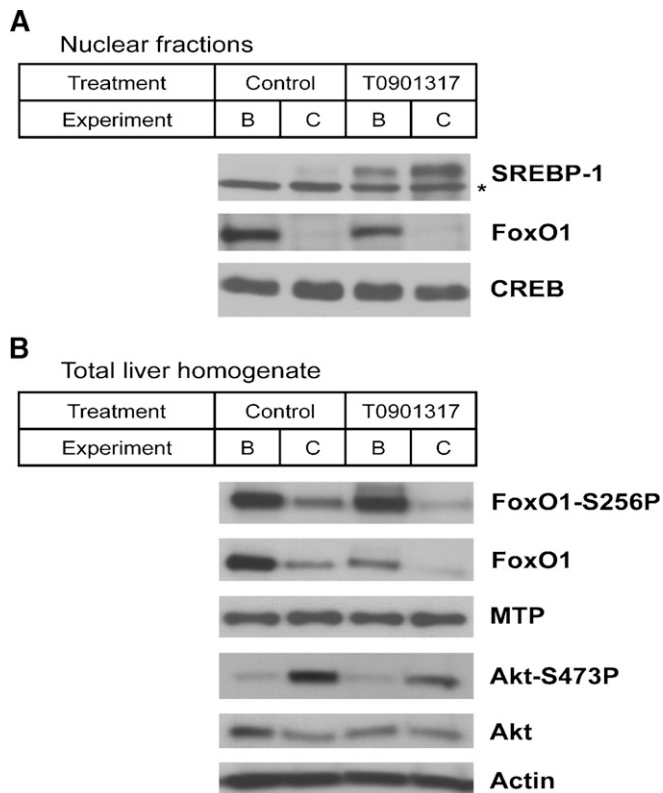 A
Nuclear fractions
Treatment Control T0901317
Experiment B C B C
SREBP-1
*
FoxO1
CREB
B
Total liver homogenate
Treatment Control T0901317
Experiment B C B C
FoxO1-S256P
FoxO1
MTP
Akt-S473P
Akt
Actin